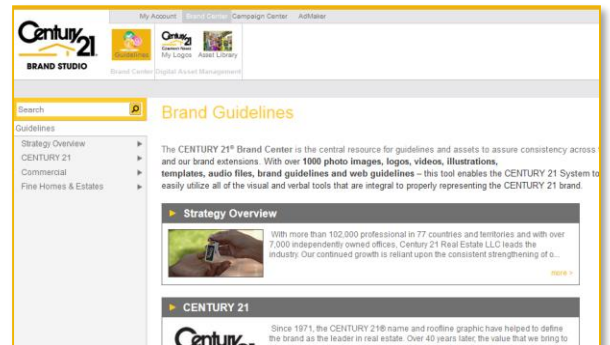 My Account Brand Center Campaign Center AdMaker
Century 21
BRAND STUDIO
Guidelines My Logos Asset Library
Brand Center Digital Asset Management
Search
Brand Guidelines
Guidelines
Strategy Overview
CENTURY 21
Commercial
Fine Homes & Estates
The CENTURY 21® Brand Center is the central resource for guidelines and assets to assure consistency across
and our brand extensions. With over 1000 photo images, logos, videos, illustrations,
templates, audio files, brand guidelines and web guidelines – this tool enables the CENTURY 21 System to
easily utilize all of the visual and verbal tools that are integral to properly representing the CENTURY 21 brand.
Strategy Overview
With more than 102,000 professional in 77 countries and territories and with over
7,000 independently owned offices, Century 21 Real Estate LLC leads the
industry. Our continued growth is reliant upon the consistent strengthening of o...
more >
CENTURY 21
Century
Since 1971, the CENTURY 21® name and roofline graphic have helped to define
the brand as the leader in real estate. Over 40 years later, the value that we bring to